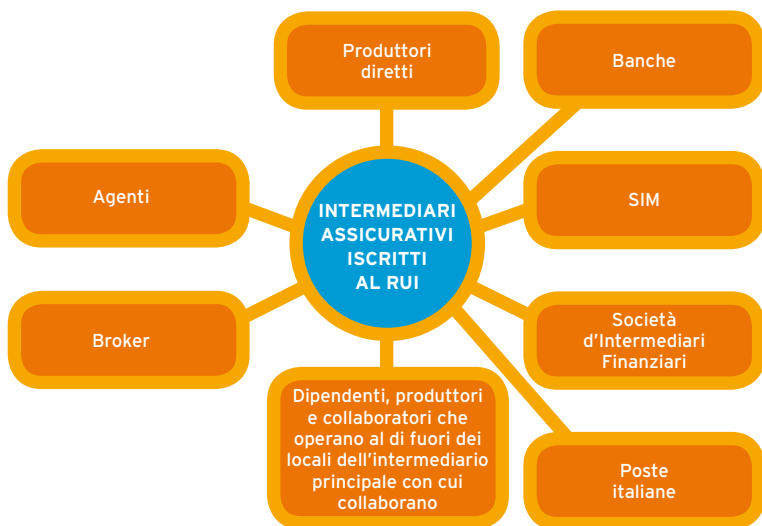 Produttori
diretti
Banche
Agenti
INTERMEDIARI
ASSICURATIVI
ISCRITTI
AL RUI
SIM
Broker
Società
d'Intermediari
Finanziari
Dipendenti, produttori
e collaboratori che
operano al di fuori dei
locali dell'intermediario
principale con cui
collaborano
Poste
italiane